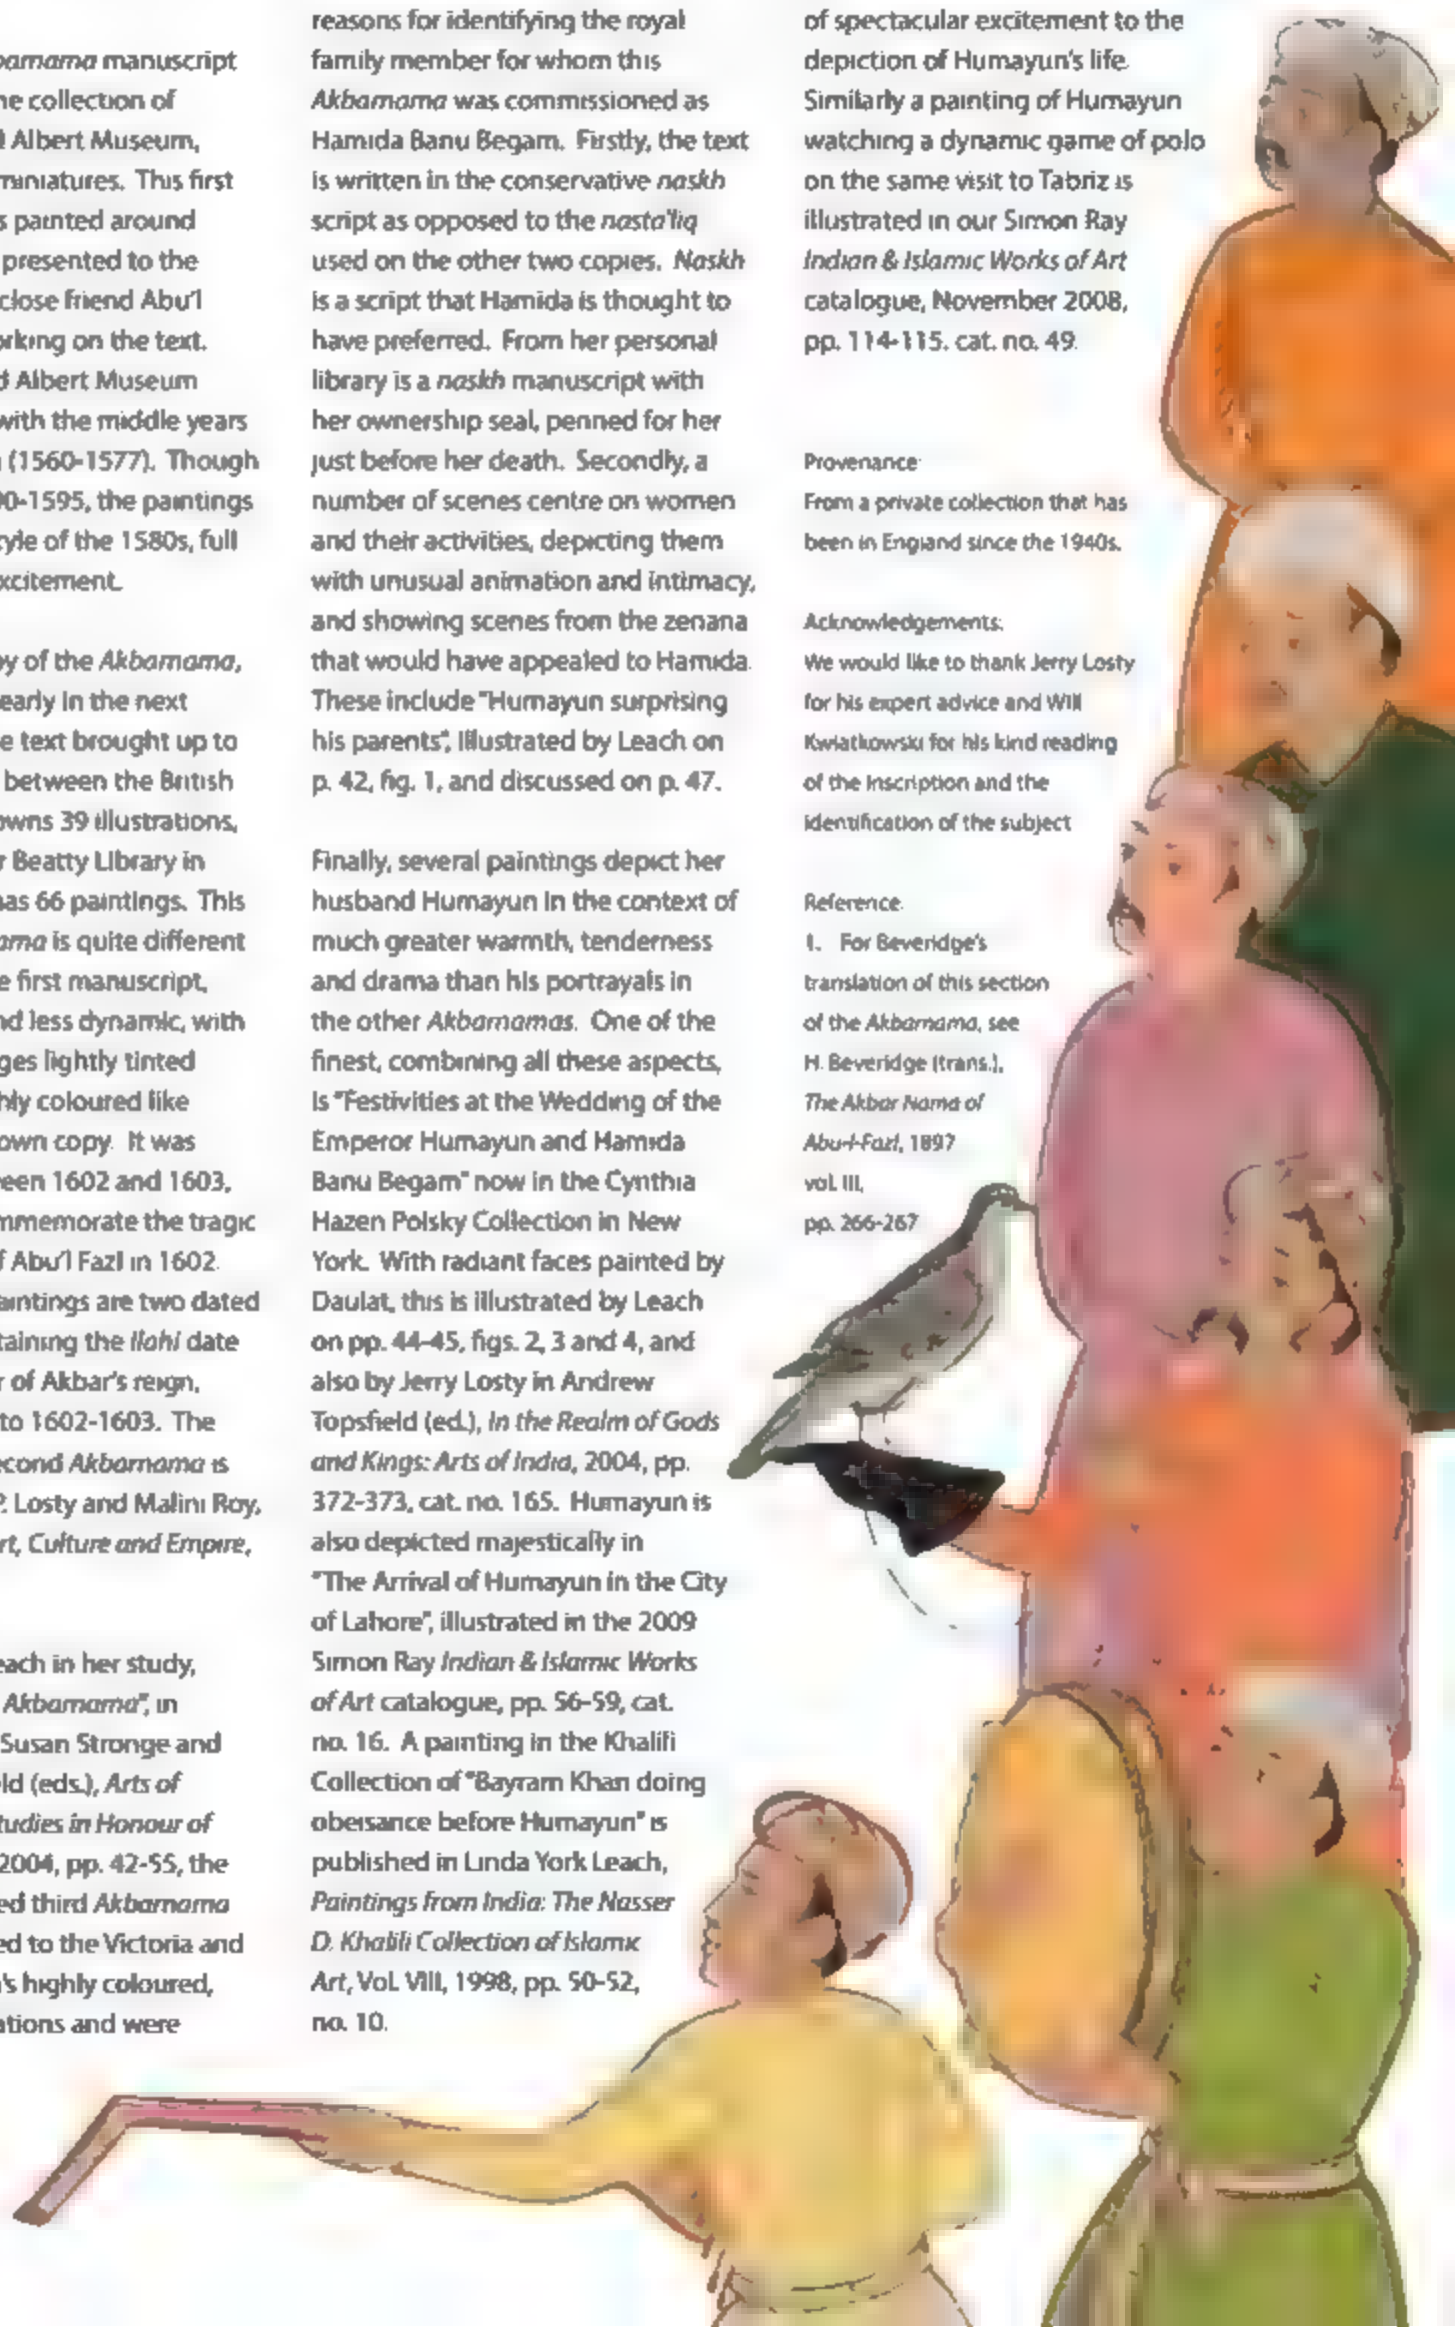 amama manuscript
he collection of
Albert Museum,
miniatures. This first
s painted around
presented to the
close friend Abu'l
orking on the text.
d Albert Museum
with the middle years
(1560-1577). Though
0-1595, the paintings
tyle of the 1580s, full
xcitement.
py of the Akbarnama,
early in the next
e text brought up to
between the British
owns 39 illustrations,
r Beatty Library in
has 66 paintings. This
ama is quite different
e first manuscript,
nd less dynamic, with
ges lightly tinted
hly coloured like
own copy. It was
een 1602 and 1603,
mmemorate the tragic
f Abu'l Fazl in 1602.
aintings are two dated
taining the Ilahi date
r of Akbar's reign,
to 1602-1603. The
econd Akbarnama is
P. Losty and Malini Roy,
rt, Culture and Empire,
each in her study,
Akbarnama", in
Susan Stronge and
ld (eds.), Arts of
tudies in Honour of
2004, pp. 42-55, the
ed third Akbarnama
ed to the Victoria and
's highly coloured,
ations and were
reasons for identifying the royal
family member for whom this
Akbarnama was commissioned as
Hamida Banu Begam. Firstly, the text
is written in the conservative naskh
script as opposed to the nasta'liq
used on the other two copies. Naskh
is a script that Hamida is thought to
have preferred. From her personal
library is a naskh manuscript with
her ownership seal, penned for her
just before her death. Secondly, a
number of scenes centre on women
and their activities, depicting them
with unusual animation and intimacy,
and showing scenes from the zenana
that would have appealed to Hamida.
These include "Humayun surprising
his parents", illustrated by Leach on
p. 42, fig. 1, and discussed on p. 47.
Finally, several paintings depict her
husband Humayun in the context of
much greater warmth, tenderness
and drama than his portrayals in
the other Akbarnamas. One of the
finest, combining all these aspects,
is "Festivities at the Wedding of the
Emperor Humayun and Hamida
Banu Begam" now in the Cynthia
Hazen Polsky Collection in New
York. With radiant faces painted by
Daulat, this is illustrated by Leach
on pp. 44-45, figs. 2, 3 and 4, and
also by Jerry Losty in Andrew
Topsfield (ed.), In the Realm of Gods
and Kings: Arts of India, 2004, pp.
372-373, cat. no. 165. Humayun is
also depicted majestically in
"The Arrival of Humayun in the City
of Lahore", illustrated in the 2009
Simon Ray Indian & Islamic Works
of Art catalogue, pp. 56-59, cat.
no. 16. A painting in the Khalili
Collection of "Bayram Khan doing
obeisance before Humayun" is
published in Linda York Leach,
Paintings from India: The Nasser
D. Khalili Collection of Islamic
Art, Vol. VIII, 1998, pp. 50-52,
no. 10.
of spectacular excitement to the
depiction of Humayun's life.
Similarly a painting of Humayun
watching a dynamic game of polo
on the same visit to Tabriz is
illustrated in our Simon Ray
Indian & Islamic Works of Art
catalogue, November 2008,
pp. 114-115. cat. no. 49.
Provenance:
From a private collection that has
been in England since the 1940s.
Acknowledgements:
We would like to thank Jerry Losty
for his expert advice and Will
Kwiatkowski for his kind reading
of the inscription and the
identification of the subject
Reference:
1. For Beveridge's
translation of this section
of the Akbarnama, see
H. Beveridge (trans.),
The Akbar Nama of
Abu-l-Fazl, 1897
vol. III,
pp. 266-267